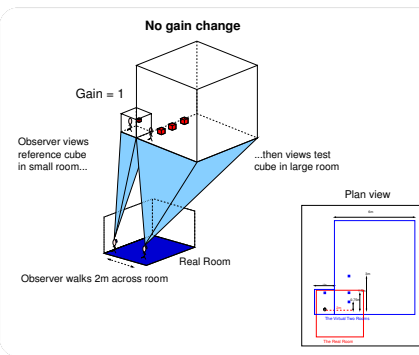 No gain change
Gain = 1
Observer views
reference cube
in small room...
...then views test
cube in large room
Real Room
Observer walks 2m across room
Plan view
The Virtual Two Rooms
The Real Room